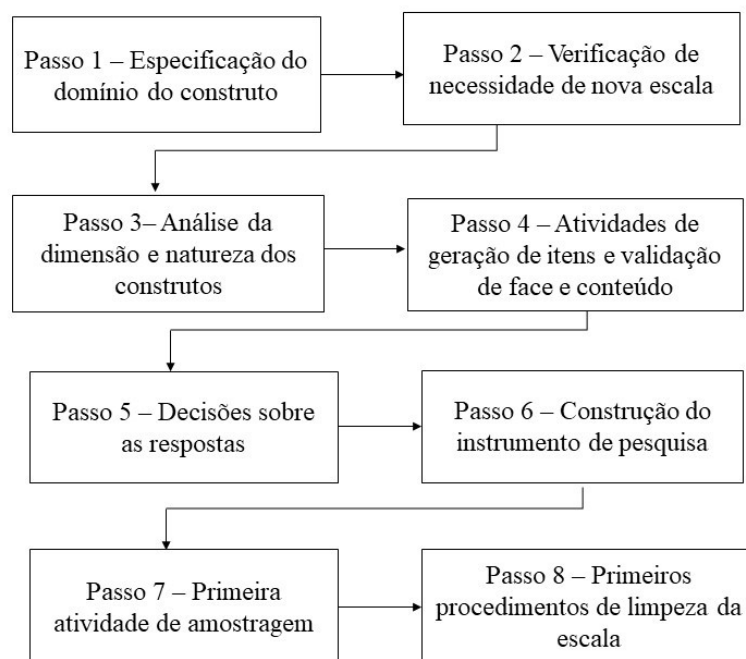 Passo 1 – Especificação do
domínio do construto
Passo 2 – Verificação de
necessidade de nova escala
Passo 3– Análise da
dimensão e natureza dos
construtos
Passo 4 – Atividades de
geração de itens e validação
de face e conteúdo
Passo 5 – Decisões sobre
as respostas
Passo 6 – Construção do
instrumento de pesquisa
Passo 7 – Primeira
atividade de amostragem
Passo 8 – Primeiros
procedimentos de limpeza da
escala